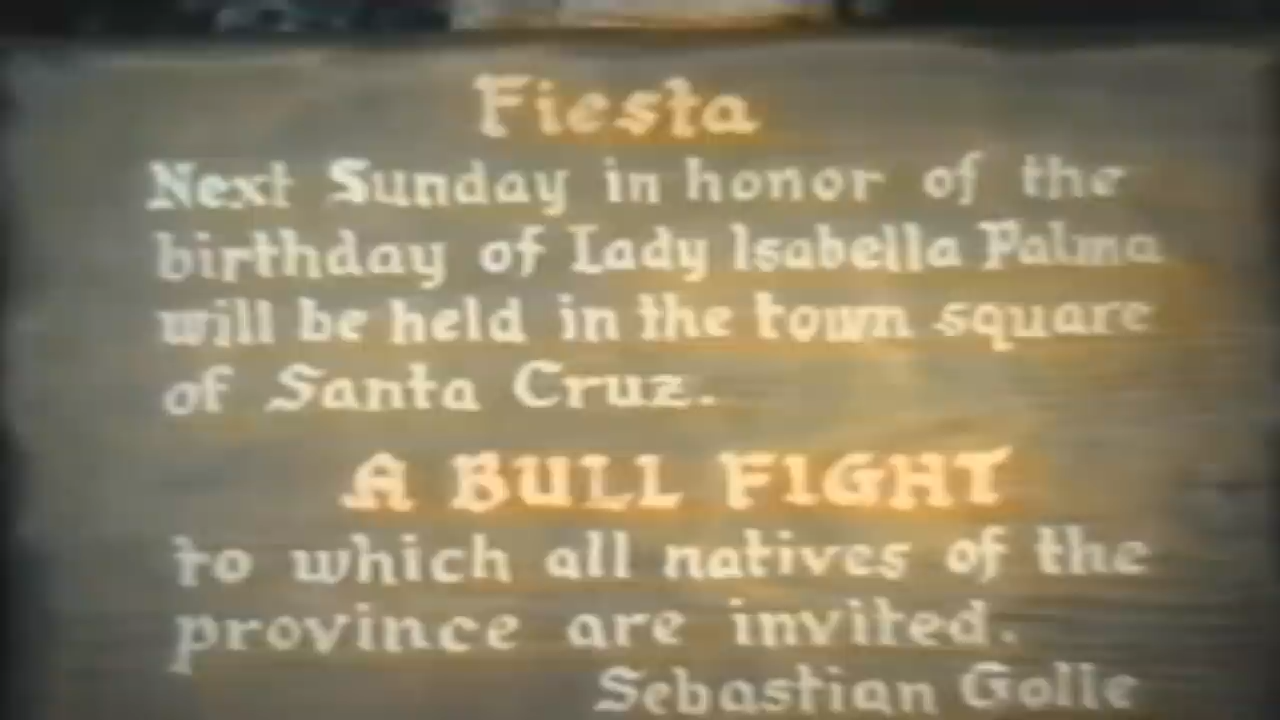 Fiesta
Next Sunday in honor of the
birthday of Lady Isabella Palma
will be held in the town square
of Santa Cruz.
A BULL FIGHT
to which all natives of the
province are invited.
Sebastian Golle